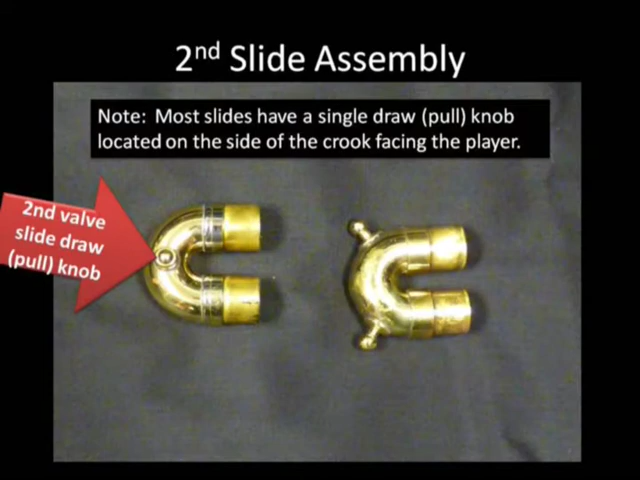 2nd Slide Assembly
Note: Most slides have a single draw (pull) knob
located on the side of the crook facing the player.
2nd valve
slide draw
(pull) knob